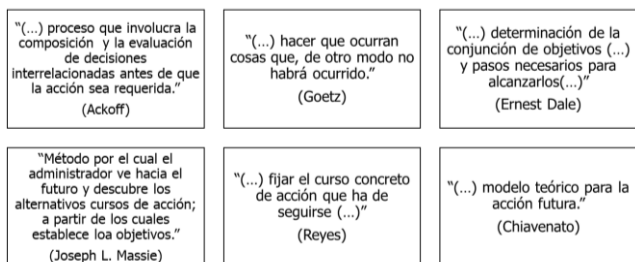 “(...) proceso que involucra la
composición y la evaluación
de decisiones
interrelacionadas antes de que
la acción sea requerida.”
(Ackoff)
“(...) hacer que ocurran
cosas que, de otro modo no
habrá ocurrido.”
(Goetz)
“(...) determinación de la
conjunción de objetivos (...)
y pasos necesarios para
alcanzarlos(...)”
(Ernest Dale)
“Método por el cual el
administrador ve hacia el
futuro y descubre los
alternativos cursos de acción;
a partir de los cuales
establece loa objetivos.”
(Joseph L. Massie)
“(...) fijar el curso concreto
de acción que ha de
seguirse (...)”
(Reyes)
“(...) modelo teórico para la
acción futura.”
(Chiavenato)